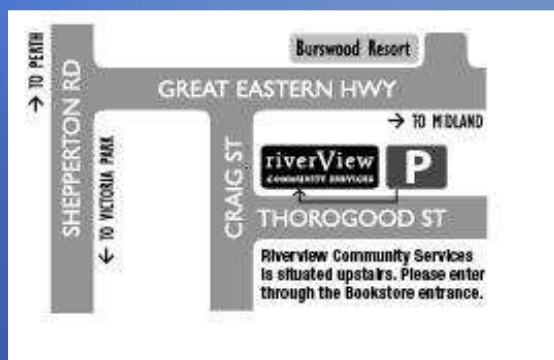 Burswood Resort
→ TO PERTH
SHEPPERTON RD
GREAT EASTERN HWY
→ TO MIDLAND
← TO VICTORIA PARK
CRAIG ST
riverView
COMMUNITY SERVICES
P
THOROGOOD ST
Riverview Community Services
is situated upstairs. Please enter
through the Bookstore entrance.